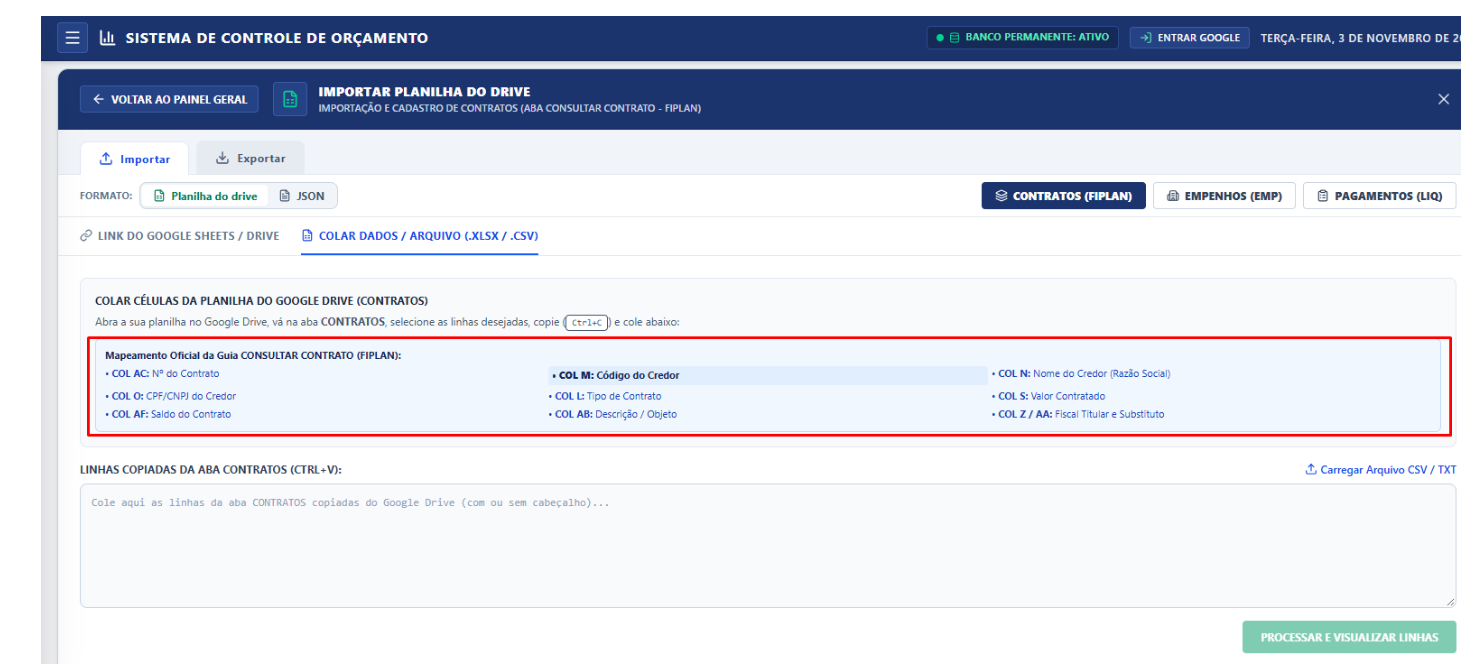 SISTEMA DE CONTROLE DE ORÇAMENTO
BANCO PERMANENTE: ATIVO
ENTRAR GOOGLE
TERÇA-FEIRA, 3 DE NOVEMBRO DE 2
VOLTAR AO PAINEL GERAL
IMPORTAR PLANILHA DO DRIVE
IMPORTAÇÃO E CADASTRO DE CONTRATOS (ABA CONSULTAR CONTRATO - FIPLAN)
Importar
Exportar
FORMATO:
Planilha do drive
JSON
CONTRATOS (FIPLAN)
EMPENHOS (EMP)
PAGAMENTOS (LIQ)
LINK DO GOOGLE SHEETS / DRIVE
COLAR DADOS / ARQUIVO (.XLSX / .CSV)
COLAR CÉLULAS DA PLANILHA DO GOOGLE DRIVE (CONTRATOS)
Abra a sua planilha no Google Drive, vá na aba CONTRATOS, selecione as linhas desejadas, copie ( Ctrl+C ) e cole abaixo:
Mapeamento Oficial da Guia CONSULTAR CONTRATO (FIPLAN):
• COL AC: Nº do Contrato
• COL M: Código do Credor
• COL N: Nome do Credor (Razão Social)
• COL O: CPF/CNPJ do Credor
• COL L: Tipo de Contrato
• COL S: Valor Contratado
• COL AF: Saldo do Contrato
• COL AB: Descrição / Objeto
• COL Z / AA: Fiscal Titular e Substituto
LINHAS COPIADAS DA ABA CONTRATOS (CTRL+V):
Carregar Arquivo CSV / TXT
Cole aqui as linhas da aba CONTRATOS copiadas do Google Drive (com ou sem cabeçalho)...
PROCESSAR E VISUALIZAR LINHAS